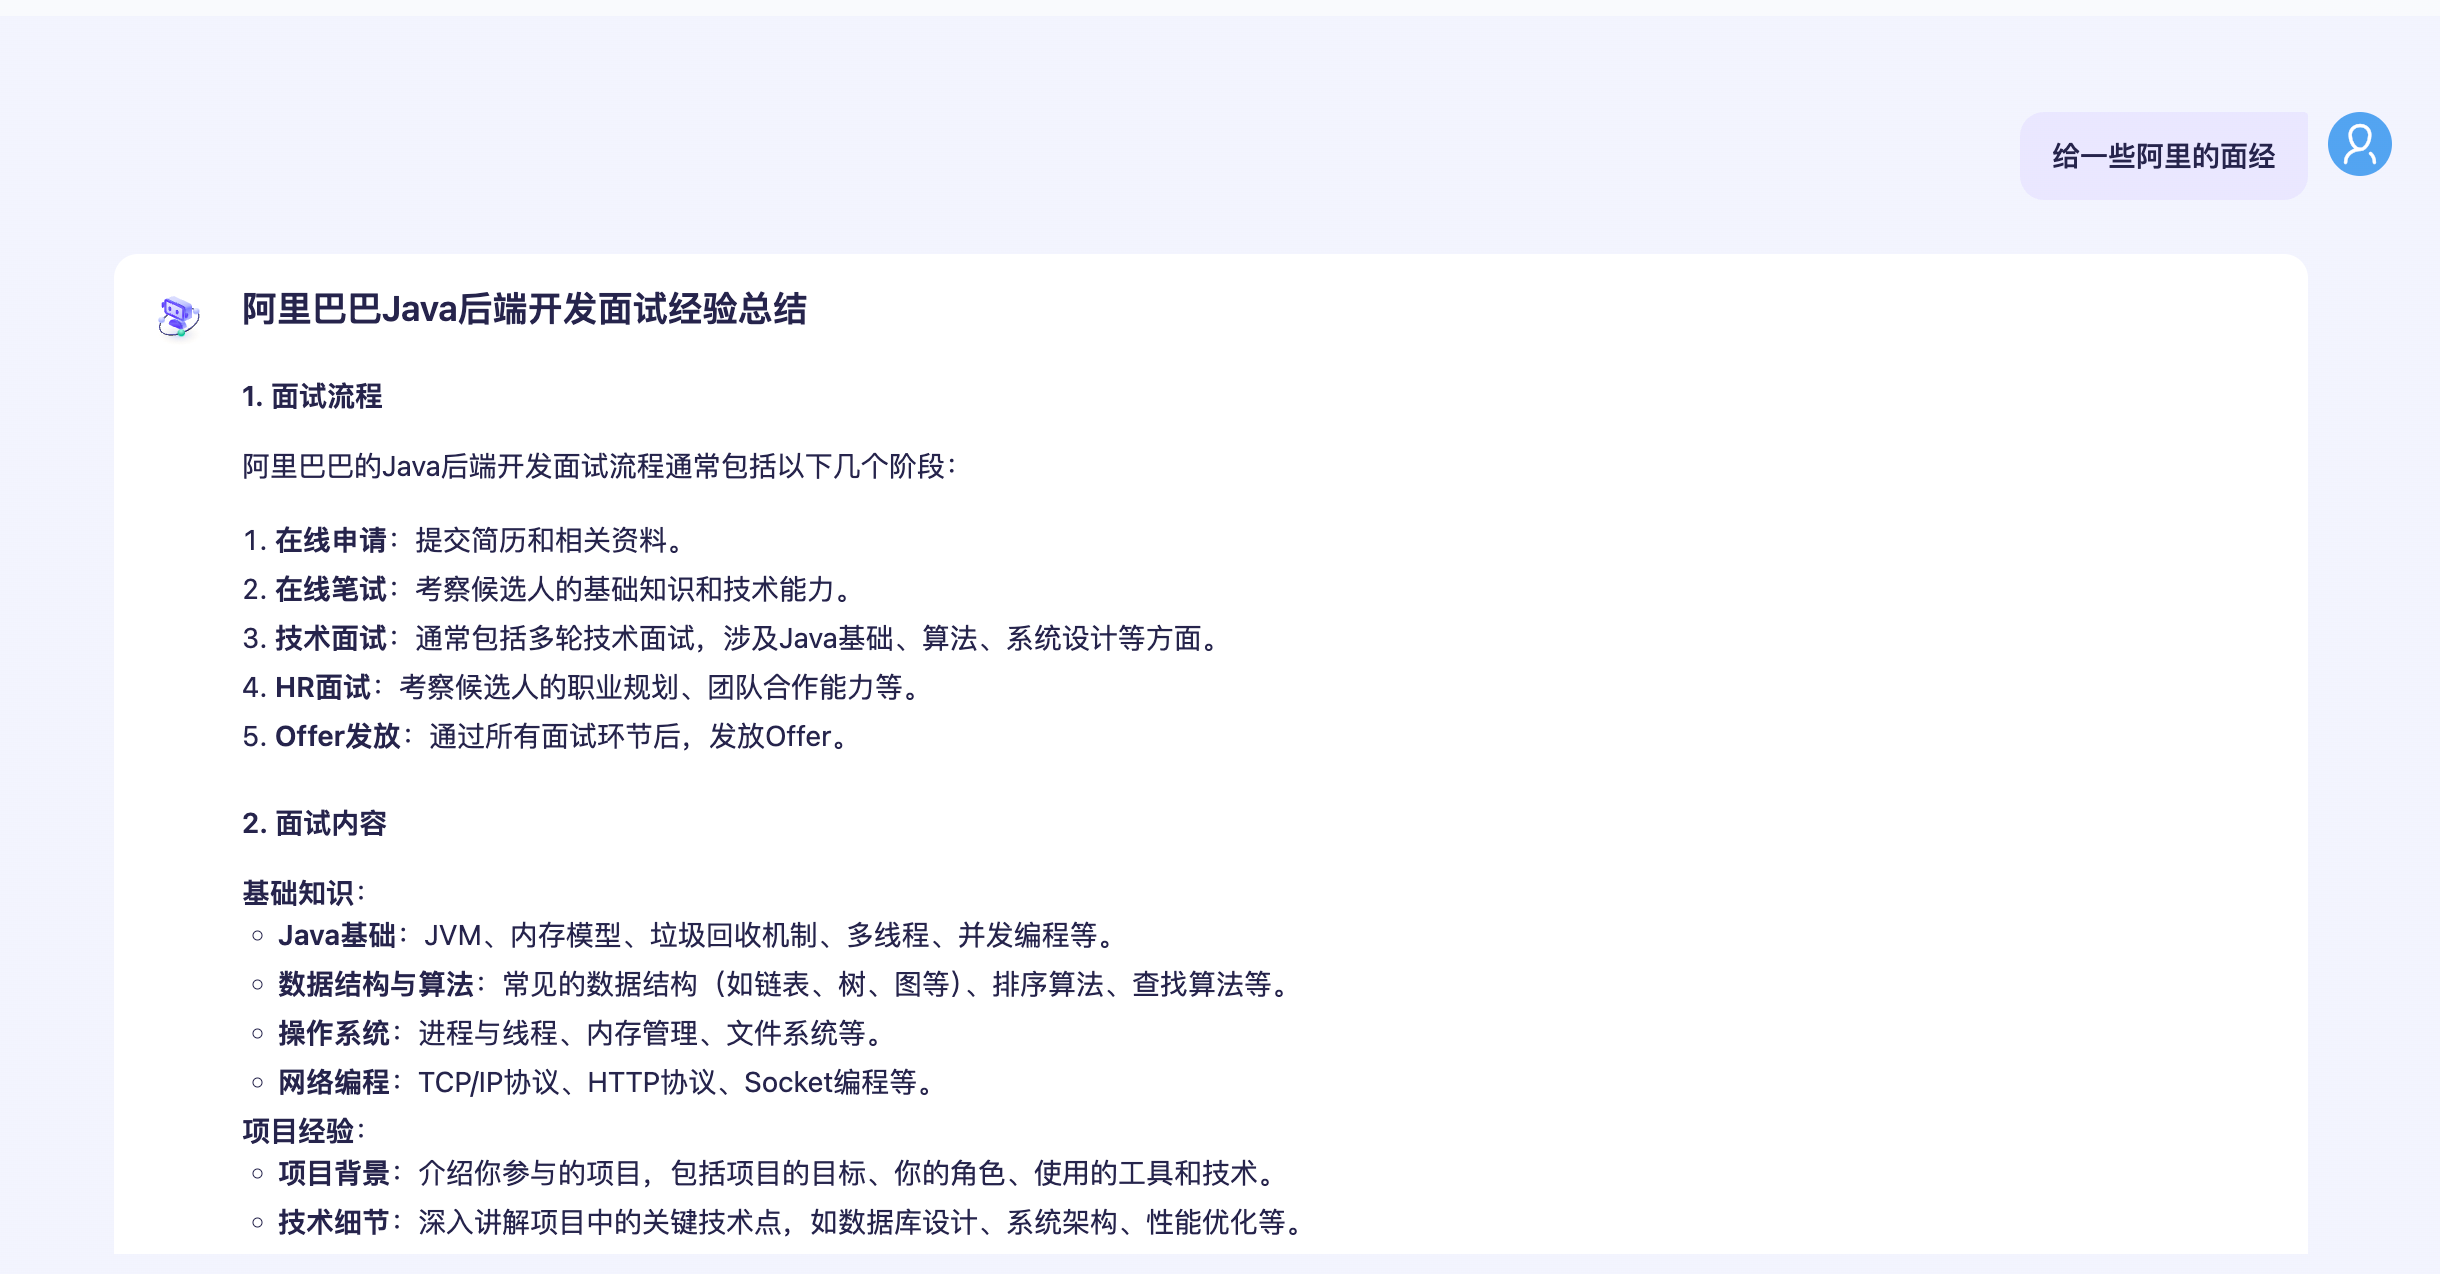 给一些阿里的面经
阿里巴巴Java后端开发面试经验总结
1. 面试流程
阿里巴巴的Java后端开发面试流程通常包括以下几个阶段：
1. 在线申请：提交简历和相关资料。
2. 在线笔试：考察候选人的基础知识和技术能力。
3. 技术面试：通常包括多轮技术面试，涉及Java基础、算法、系统设计等方面。
4. HR面试：考察候选人的职业规划、团队合作能力等。
5. Offer发放：通过所有面试环节后，发放Offer。
2. 面试内容
基础知识：
◦ Java基础：JVM、内存模型、垃圾回收机制、多线程、并发编程等。
◦ 数据结构与算法：常见的数据结构（如链表、树、图等）、排序算法、查找算法等。
◦ 操作系统：进程与线程、内存管理、文件系统等。
◦ 网络编程：TCP/IP协议、HTTP协议、Socket编程等。
项目经验：
◦ 项目背景：介绍你参与的项目，包括项目的目标、你的角色、使用的工具和技术。
◦ 技术细节：深入讲解项目中的关键技术点，如数据库设计、系统架构、性能优化等。